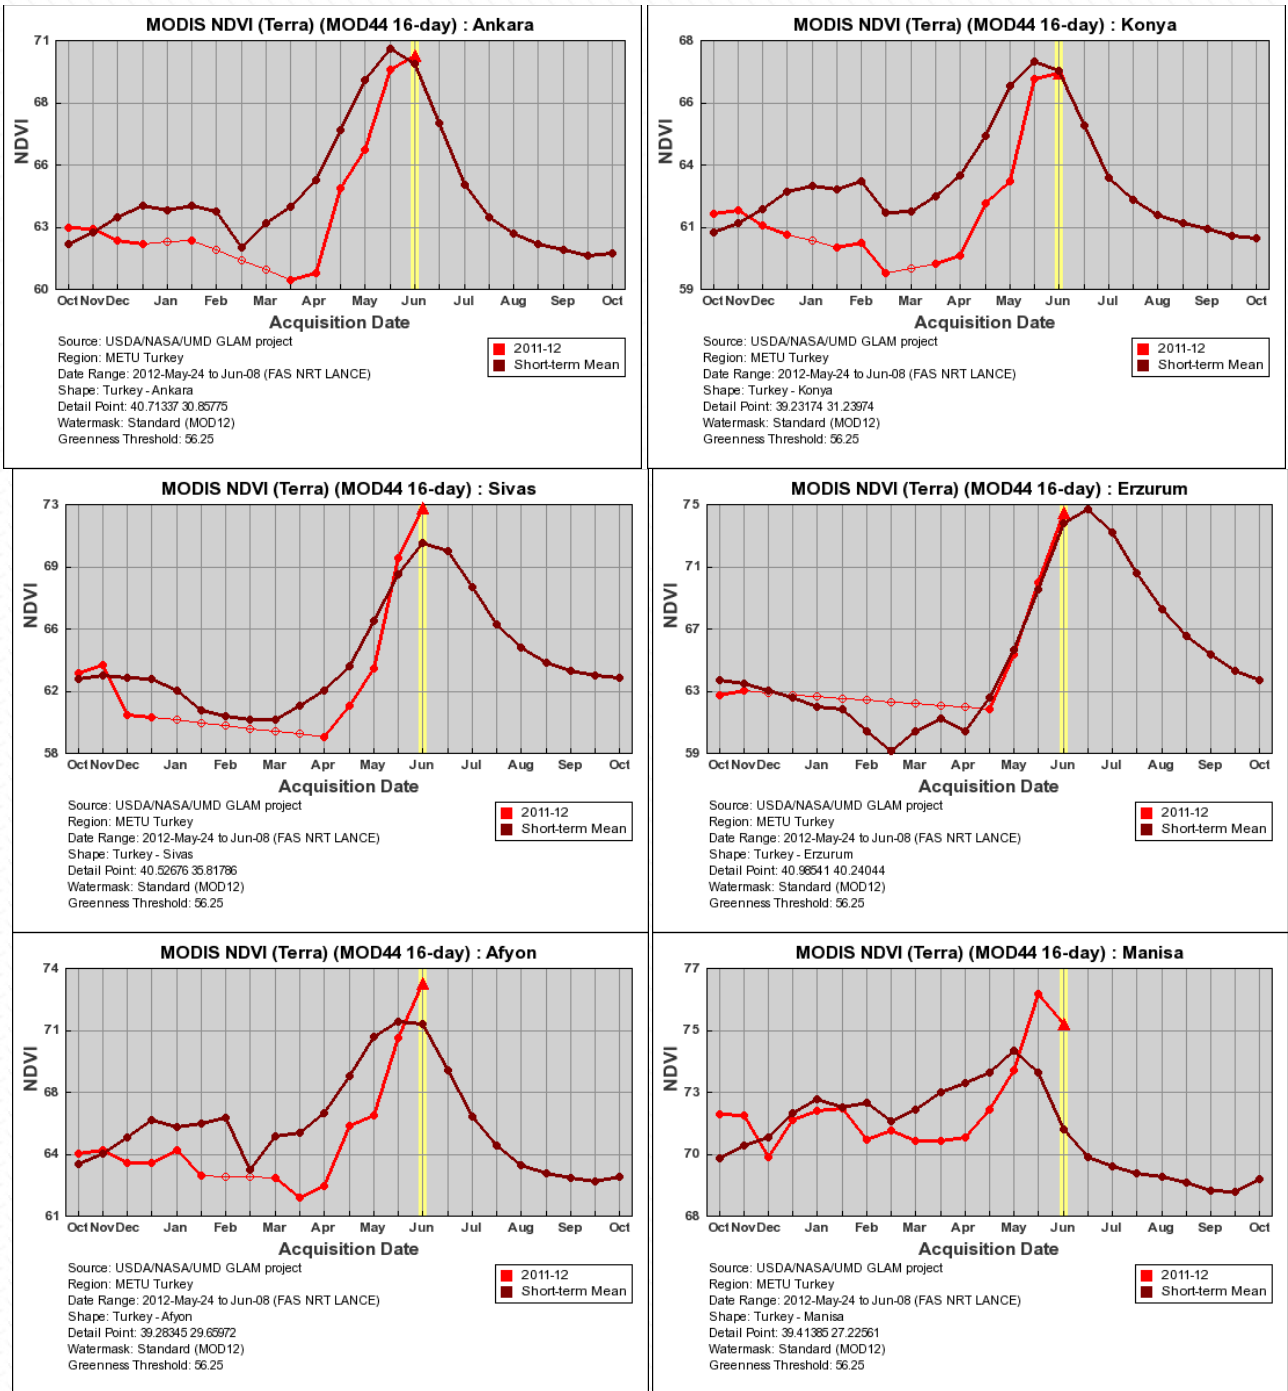 MODIS NDVI (Terra) (MOD44 16-day) : Ankara
71
68
66
63
60
NDVI
Oct Nov Dec Jan Feb Mar Apr May Jun Jul Aug Sep Oct
Acquisition Date
Source: USDA/NASA/UMD GLAM project
Region: METU Turkey
Date Range: 2012-May-24 to Jun-08 (FAS NRT LANCE)
Shape: Turkey - Ankara
Detail Point: 40.71337 30.85775
Watermask: Standard (MOD12)
Greenness Threshold: 56.25
2011-12
Short-term Mean
MODIS NDVI (Terra) (MOD44 16-day) : Konya
68
66
64
61
59
NDVI
Oct Nov Dec Jan Feb Mar Apr May Jun Jul Aug Sep Oct
Acquisition Date
Source: USDA/NASA/UMD GLAM project
Region: METU Turkey
Date Range: 2012-May-24 to Jun-08 (FAS NRT LANCE)
Shape: Turkey - Konya
Detail Point: 39.23174 31.23974
Watermask: Standard (MOD12)
Greenness Threshold: 56.25
2011-12
Short-term Mean
MODIS NDVI (Terra) (MOD44 16-day) : Sivas
73
69
66
62
58
NDVI
Oct Nov Dec Jan Feb Mar Apr May Jun Jul Aug Sep Oct
Acquisition Date
Source: USDA/NASA/UMD GLAM project
Region: METU Turkey
Date Range: 2012-May-24 to Jun-08 (FAS NRT LANCE)
Shape: Turkey - Sivas
Detail Point: 40.52676 35.81786
Watermask: Standard (MOD12)
Greenness Threshold: 56.25
2011-12
Short-term Mean
MODIS NDVI (Terra) (MOD44 16-day) : Erzurum
75
71
67
63
59
NDVI
Oct Nov Dec Jan Feb Mar Apr May Jun Jul Aug Sep Oct
Acquisition Date
Source: USDA/NASA/UMD GLAM project
Region: METU Turkey
Date Range: 2012-May-24 to Jun-08 (FAS NRT LANCE)
Shape: Turkey - Erzurum
Detail Point: 40.98541 40.24044
Watermask: Standard (MOD12)
Greenness Threshold: 56.25
2011-12
Short-term Mean
MODIS NDVI (Terra) (MOD44 16-day) : Afyon
74
71
68
64
61
NDVI
Oct Nov Dec Jan Feb Mar Apr May Jun Jul Aug Sep Oct
Acquisition Date
Source: USDA/NASA/UMD GLAM project
Region: METU Turkey
Date Range: 2012-May-24 to Jun-08 (FAS NRT LANCE)
Shape: Turkey - Afyon
Detail Point: 39.28345 29.65972
Watermask: Standard (MOD12)
Greenness Threshold: 56.25
2011-12
Short-term Mean
MODIS NDVI (Terra) (MOD44 16-day) : Manisa
77
75
73
70
68
NDVI
Oct Nov Dec Jan Feb Mar Apr May Jun Jul Aug Sep Oct
Acquisition Date
Source: USDA/NASA/UMD GLAM project
Region: METU Turkey
Date Range: 2012-May-24 to Jun-08 (FAS NRT LANCE)
Shape: Turkey - Manisa
Detail Point: 39.41385 27.22561
Watermask: Standard (MOD12)
Greenness Threshold: 56.25
2011-12
Short-term Mean